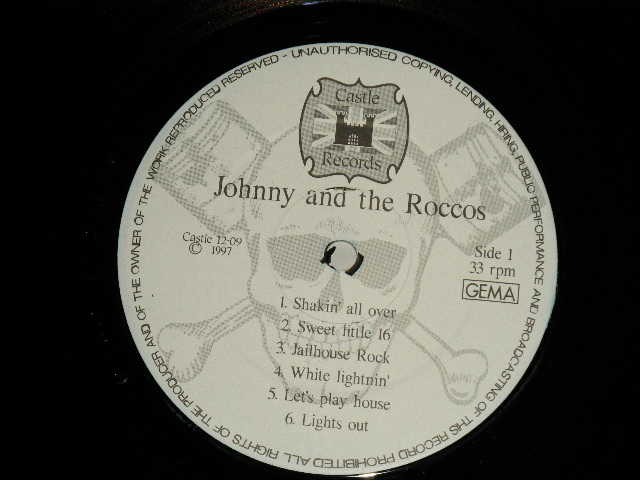 Castle
Records
Johnny and the Roccos
Castle 12-09
© 1997
Side 1
33 rpm
GEMA
1. Shakin' all over
2. Sweet little 16
3. Jailhouse Rock
4. White lightnin'
5. Let's play house
6. Lights out
ALL RIGHTS OF THE PRODUCER AND OF THE OWNER OF THE WORK REPRODUCED RESERVED - UNAUTHORISED COPYING, LENDING, HIRING, PUBLIC PERFORMANCE AND BROADCASTING OF THIS RECORD PROHIBITED